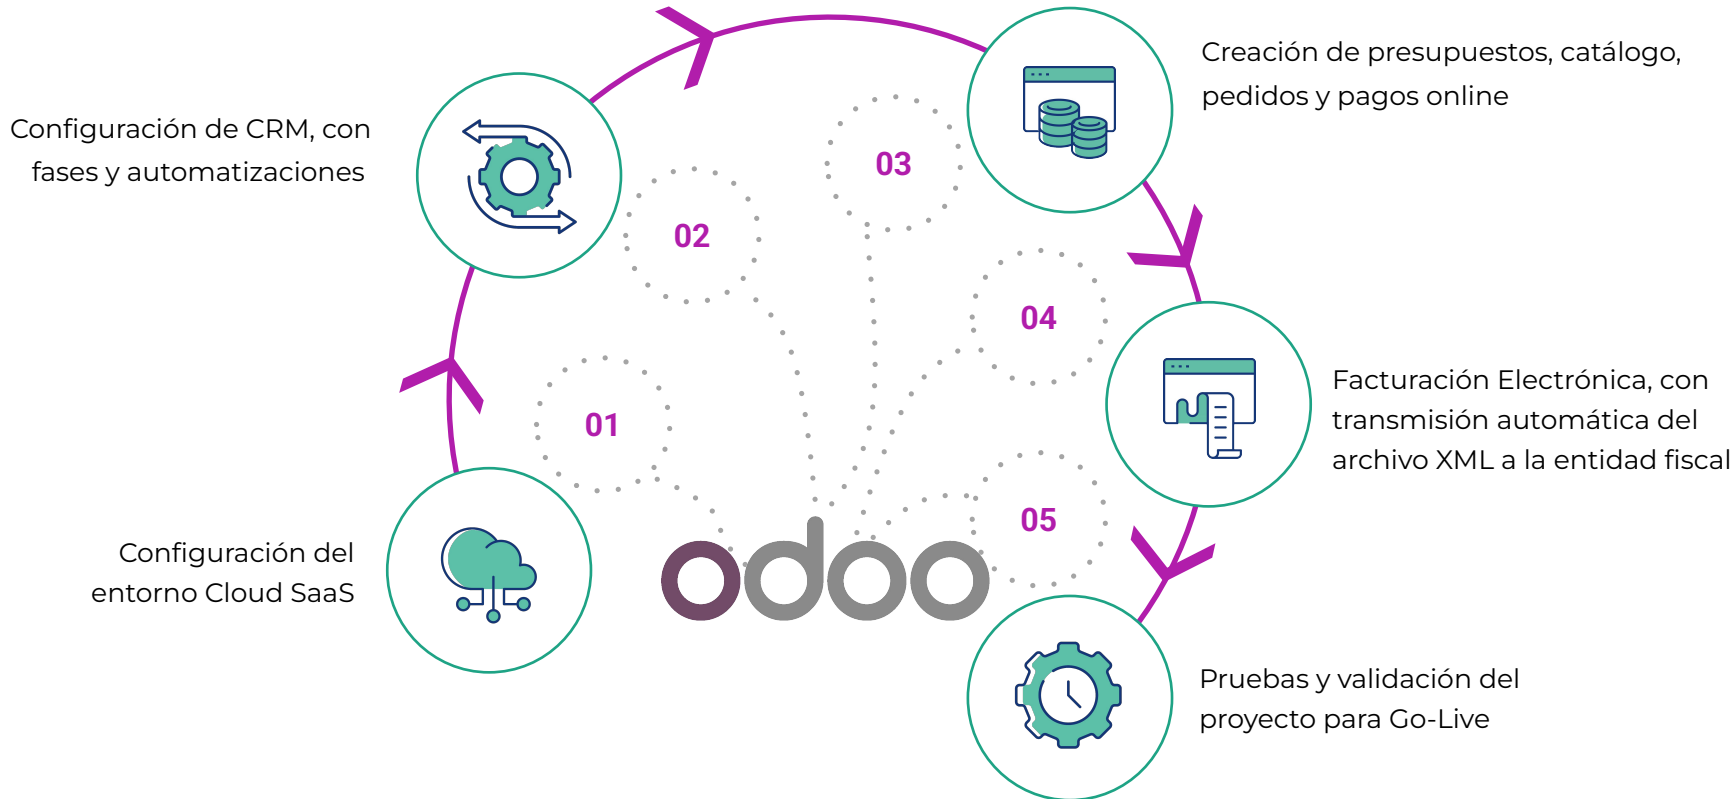 01
Configuración del
entorno Cloud SaaS
02
Configuración de CRM, con
fases y automatizaciones
03
Creación de presupuestos, catálogo,
pedidos y pagos online
04
Facturación Electrónica, con
transmisión automática del
archivo XML a la entidad fiscal
05
Pruebas y validación del
proyecto para Go-Live
odoo